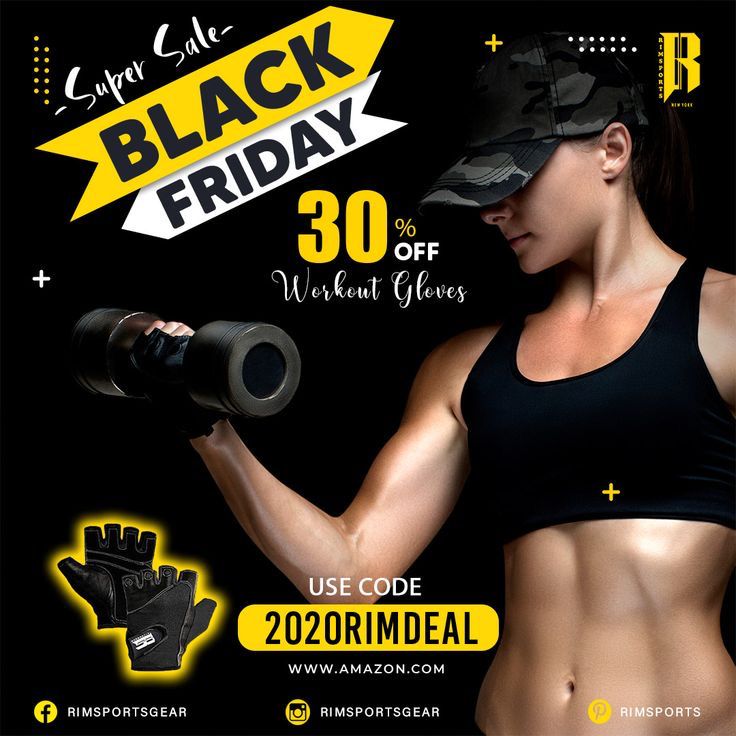 -Super Sale-
BLACK
FRIDAY
RIMSPORTS
R
NEW YORK
30%
OFF
Workout Gloves
USE CODE
2020RIMDEAL
WWW.AMAZON.COM
RIMSPORTSGEAR
RIMSPORTSGEAR
RIMSPORTS